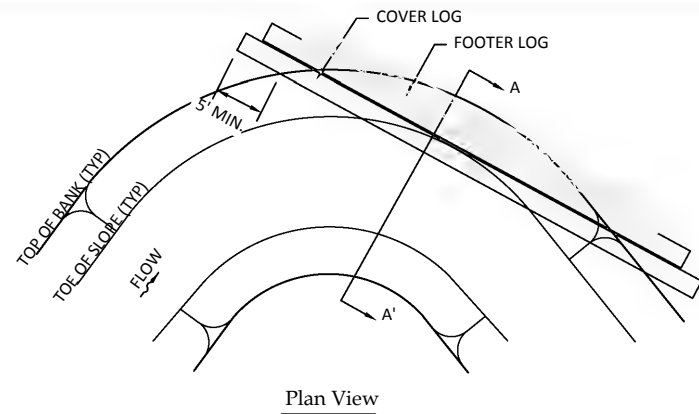 COVER LOG
FOOTER LOG
A
5' MIN.
TOP OF BANK (TYP)
TOE OF SLOPE (TYP)
FLOW
A'
Plan View